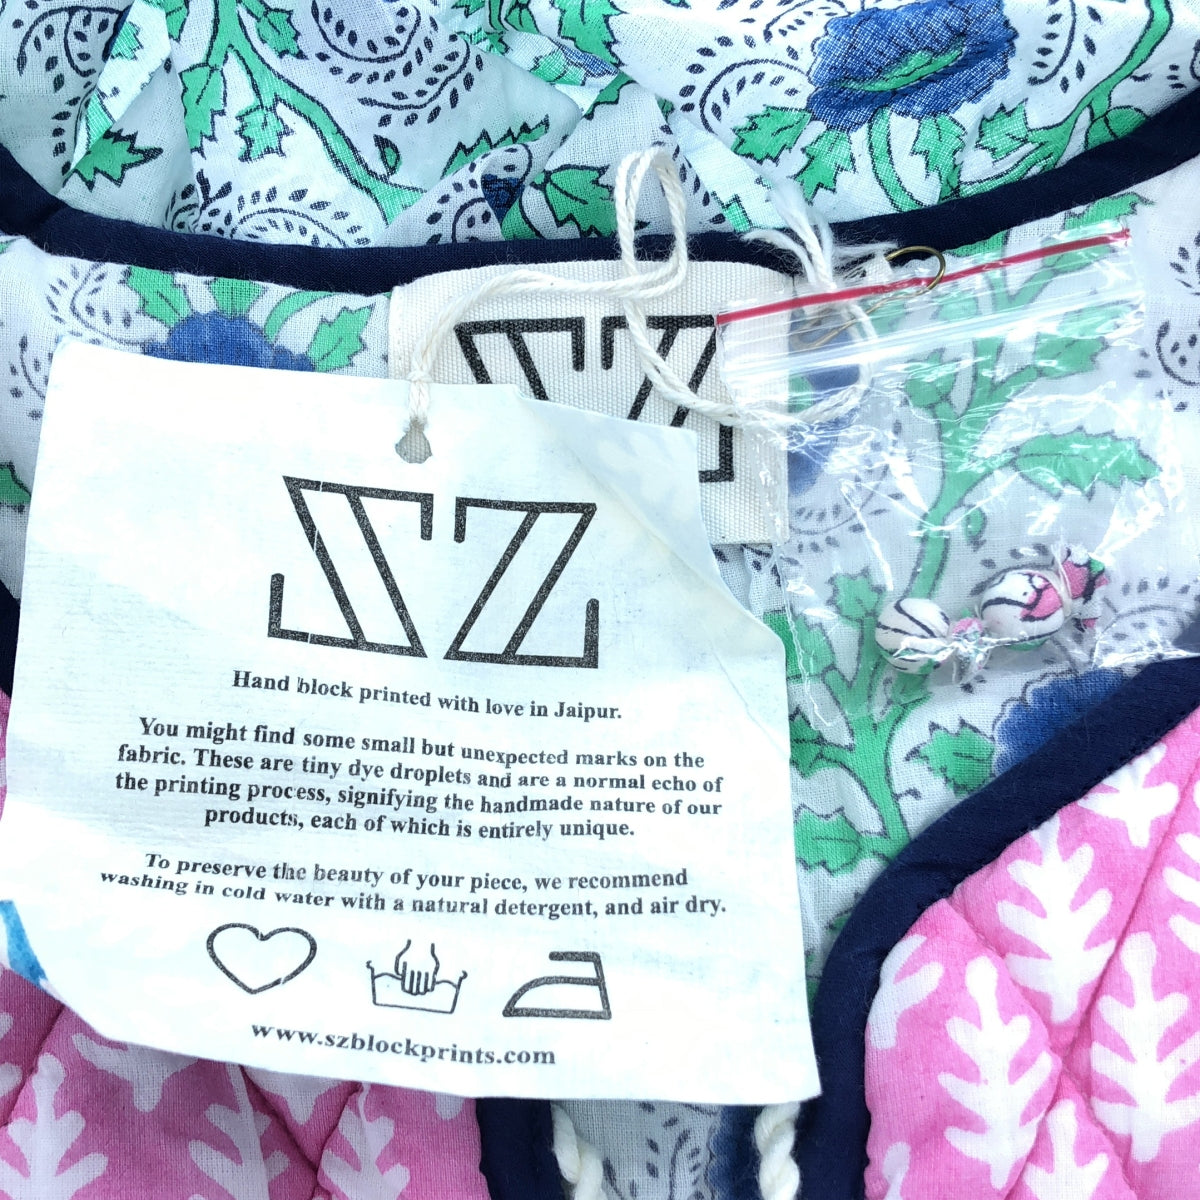 SZ
SZ
Hand block printed with love in Jaipur.
You might find some small but unexpected marks on the
fabric. These are tiny dye droplets and are a normal echo of
the printing process, signifying the handmade nature of our
products, each of which is entirely unique.
To preserve the beauty of your piece, we recommend
washing in cold water with a natural detergent, and air dry.
www.szblockprints.com